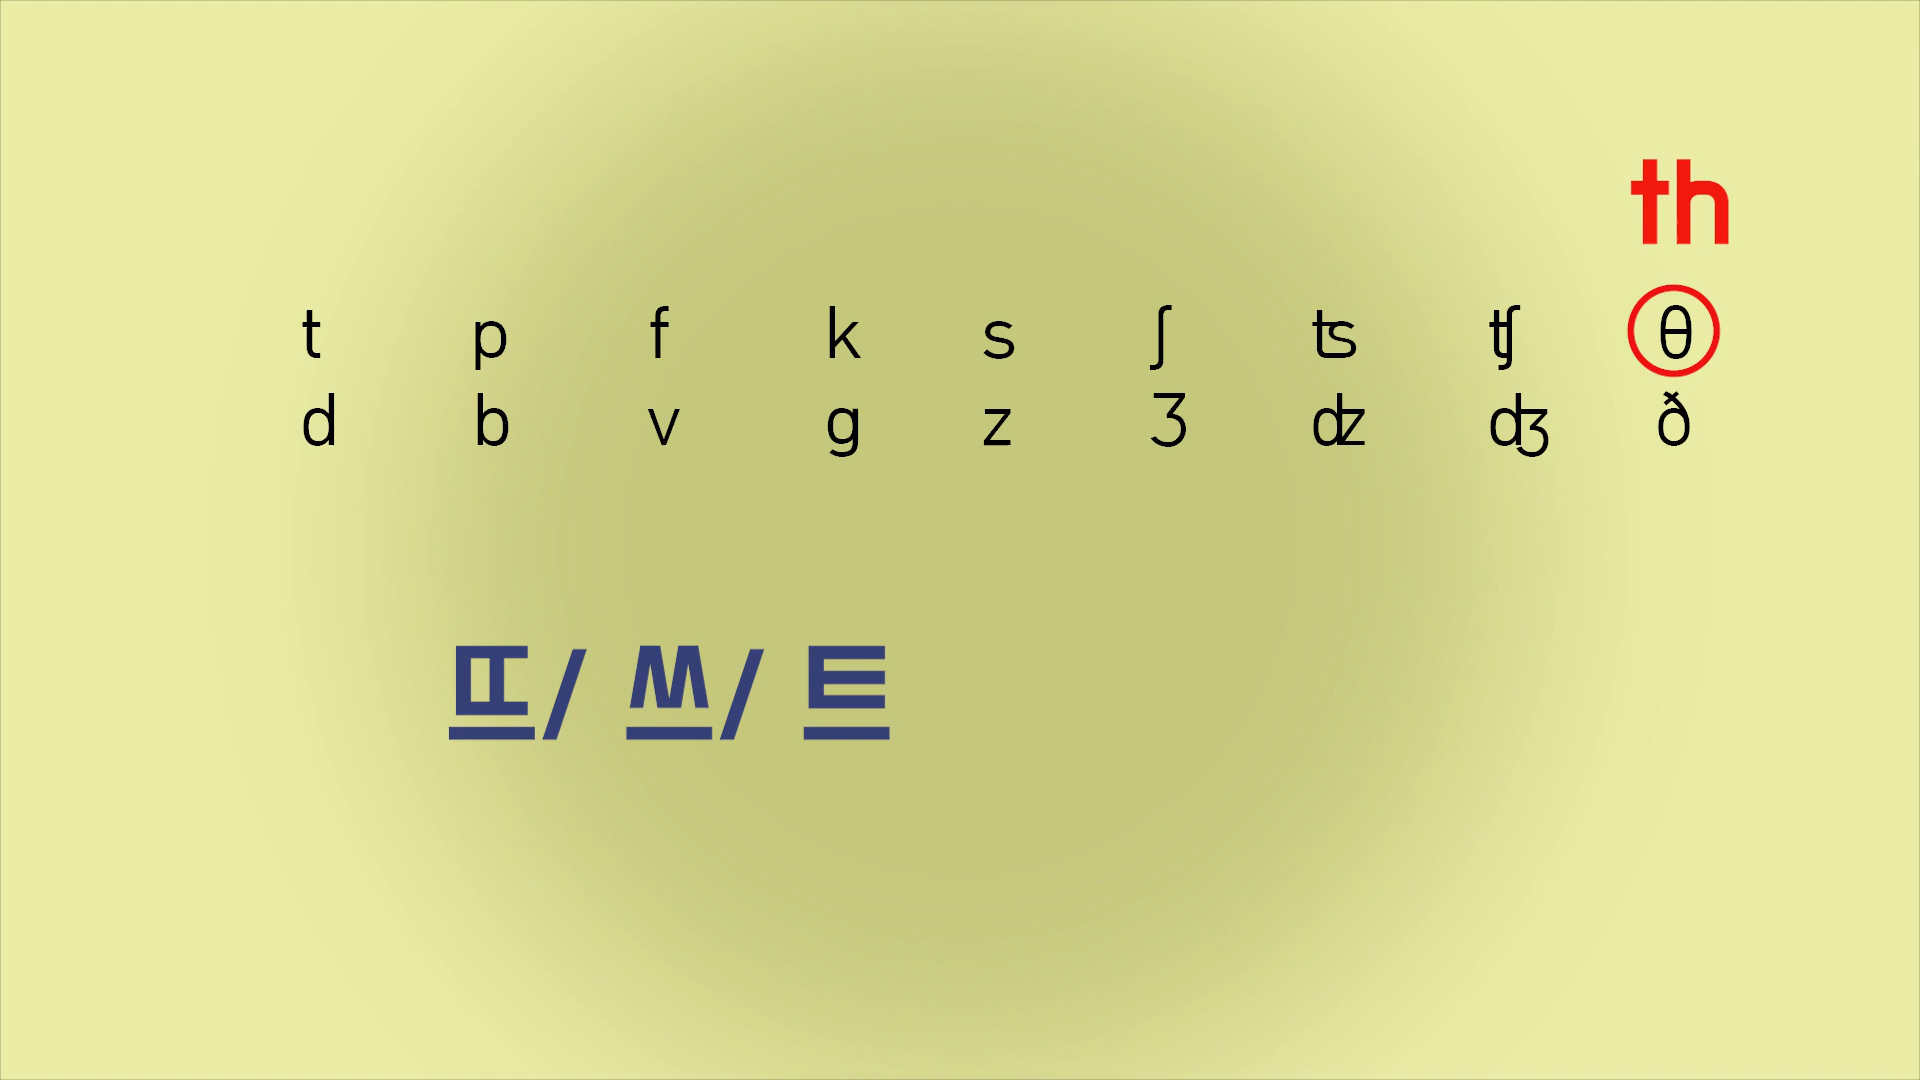 th
t p f k s ʃ ʦ ʧ θ
d b v g z ʒ ʣ ʤ ð
뜨/ 쓰/ 트